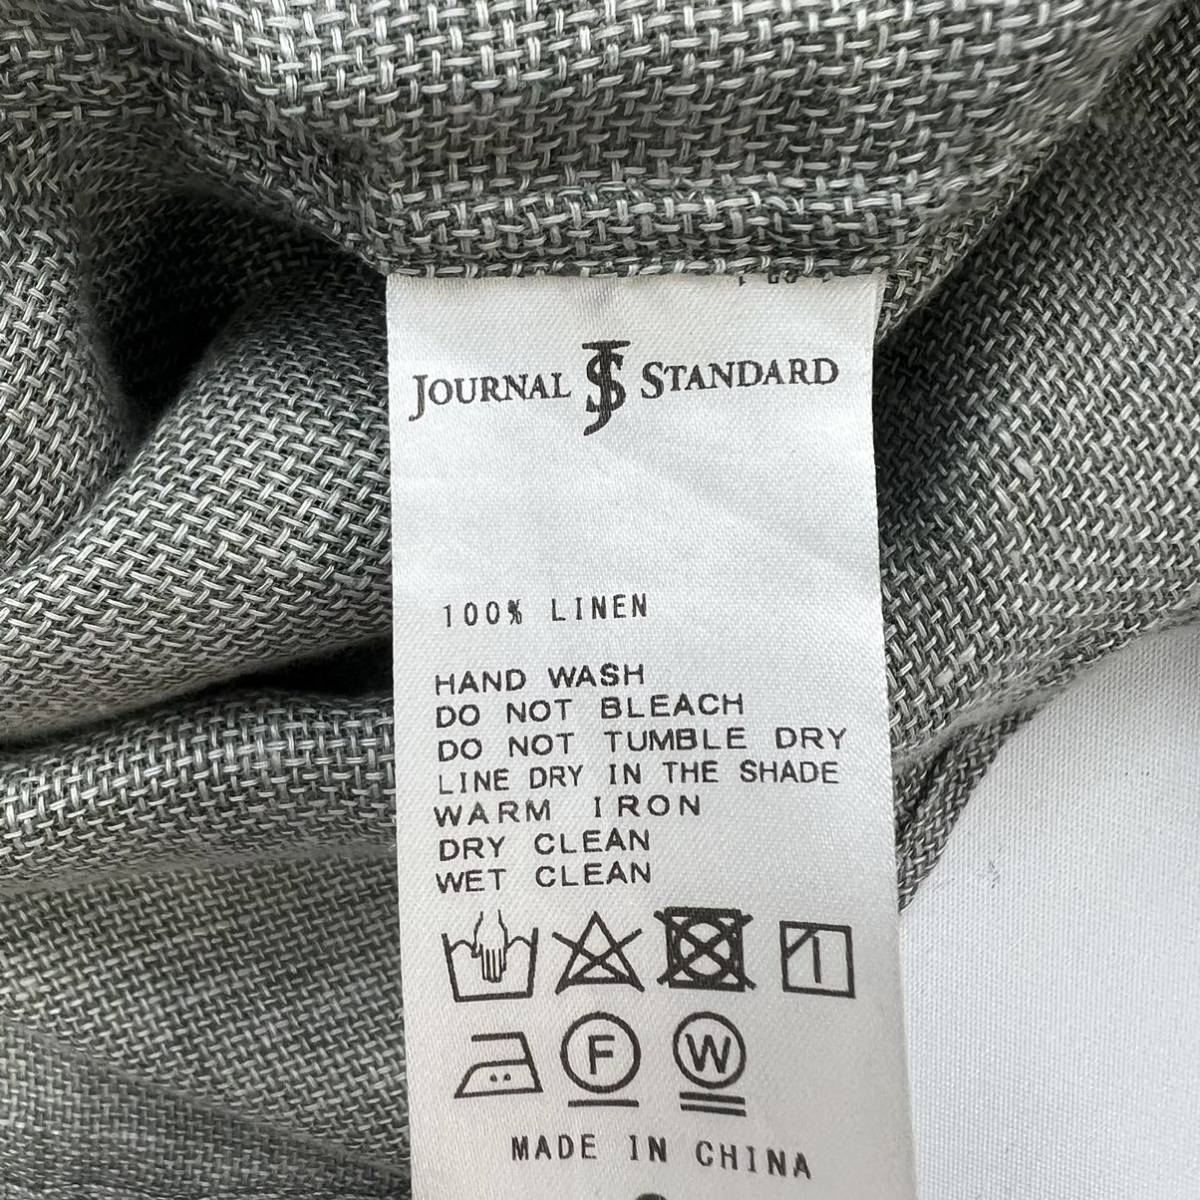 JOURNAL JS STANDARD
100% LINEN
HAND WASH
DO NOT BLEACH
DO NOT TUMBLE DRY
LINE DRY IN THE SHADE
WARM IRON
DRY CLEAN
WET CLEAN
F W
MADE IN CHINA